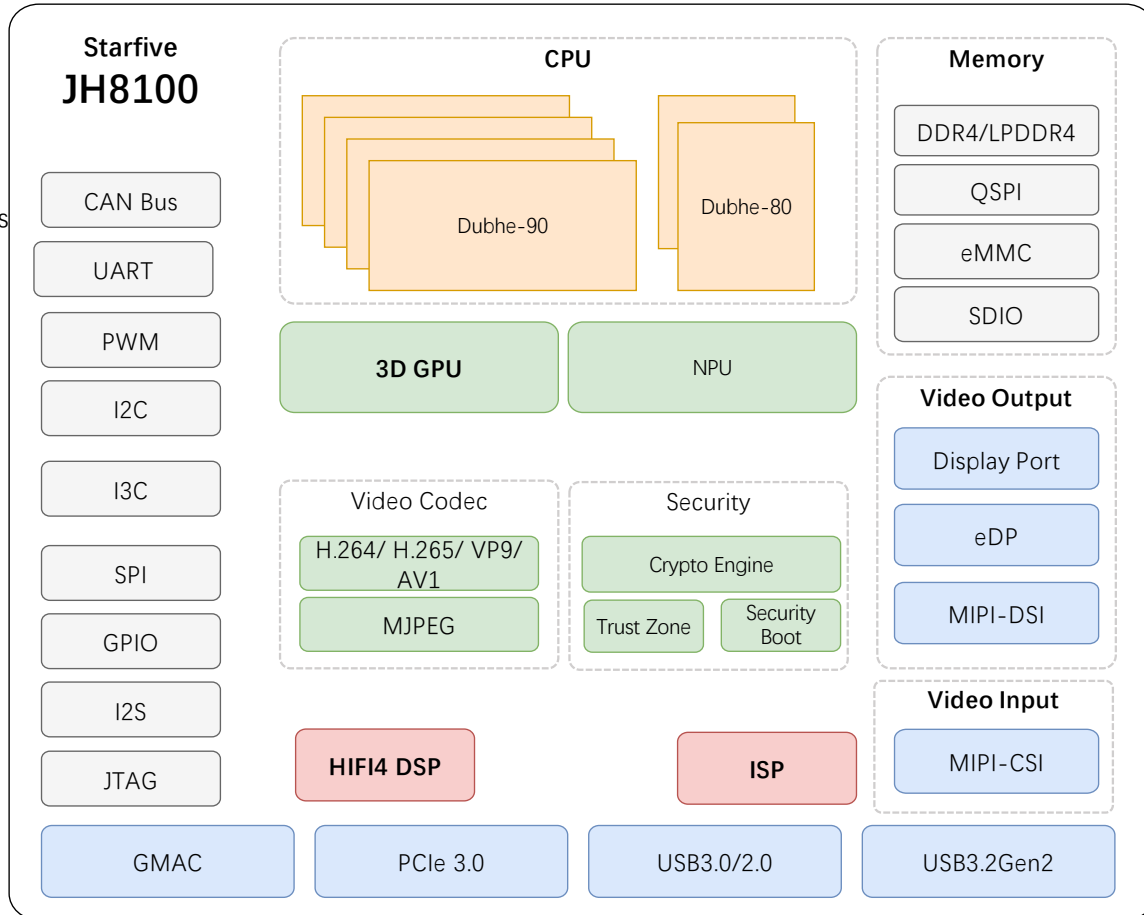 Starfive
JH8100
CAN Bus
s
UART
PWM
I2C
I3C
SPI
GPIO
I2S
JTAG
CPU
Dubhe-90
Dubhe-80
3D GPU
NPU
Video Codec
H.264/ H.265/ VP9/
AV1
MJPEG
Security
Crypto Engine
Trust Zone
Security
Boot
HIFI4 DSP
ISP
Memory
DDR4/LPDDR4
QSPI
eMMC
SDIO
Video Output
Display Port
eDP
MIPI-DSI
Video Input
MIPI-CSI
GMAC
PCIe 3.0
USB3.0/2.0
USB3.2Gen2